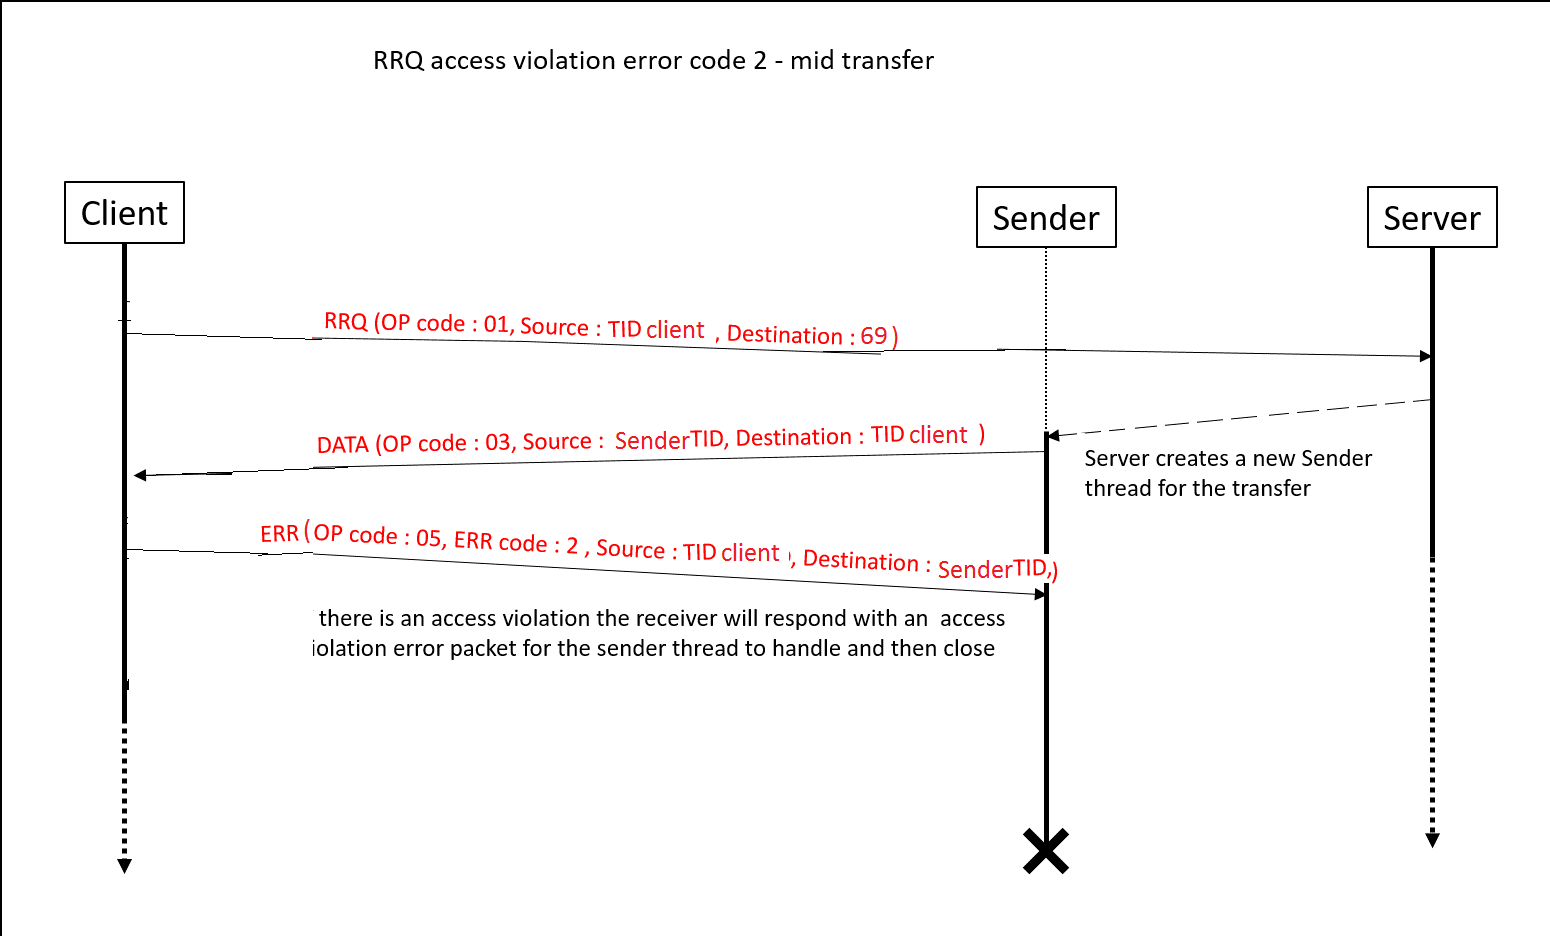 RRQ access violation error code 2 - mid transfer
Client
Sender
Server
RRQ (OP code : 01, Source : TID client , Destination : 69 )
DATA (OP code : 03, Source : SenderTID, Destination : TID client )
Server creates a new Sender
thread for the transfer
ERR (OP code : 05, ERR code : 2 , Source : TID client , Destination : SenderTID,)
there is an access violation the receiver will respond with an access
iolation error packet for the sender thread to handle and then close